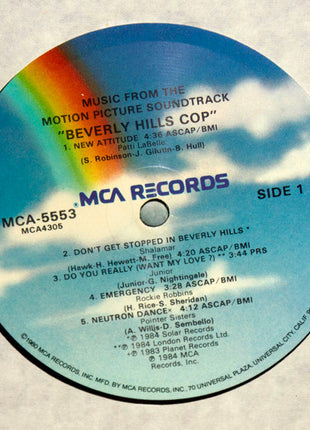 MUSIC FROM THE
MOTION PICTURE SOUNDTRACK
"BEVERLY HILLS COP"
1. NEW ATTITUDE 4:36 ASCAP/BMI
Patti LaBelle
(S. Robinson-J. Gilutin-B. Hull)
MCA RECORDS
MCA-5553
MCA4305
SIDE 1
2. DON'T GET STOPPED IN BEVERLY HILLS *
Shalamar
(Hawk-H. Hewett-M. Free) 4:20 ASCAP/BMI
3. DO YOU REALLY (WANT MY LOVE?) ** 3:44 PRS
Junior
(Junior-G. Nightingale)
4. EMERGENCY 3:28 ASCAP/BMI
Rockie Robbins
(H. Rice-S. Sheridan)
5. NEUTRON DANCE+ 4:12 ASCAP/BMI
Pointer Sisters
(A. Willis-D. Sembello)
*℗ 1984 Solar Records
**℗ 1984 London Records Ltd.
+℗ 1983 Planet Records
℗ 1984 MCA
Records, Inc.
©1980 MCA RECORDS, INC. MFD. BY MCA RECORDS, INC., 70 UNIVERSAL PLAZA, UNIVERSAL CITY, CALIF.